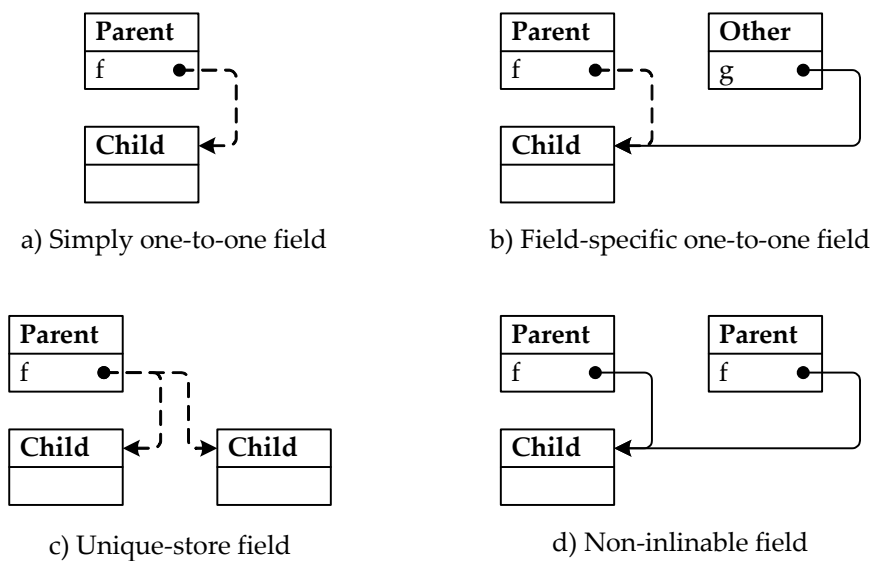 Parent
f
Child
a) Simply one-to-one field
Parent
f
Other
g
Child
b) Field-specific one-to-one field
Parent
f
Child
Child
c) Unique-store field
Parent
f
Parent
f
Child
d) Non-inlinable field